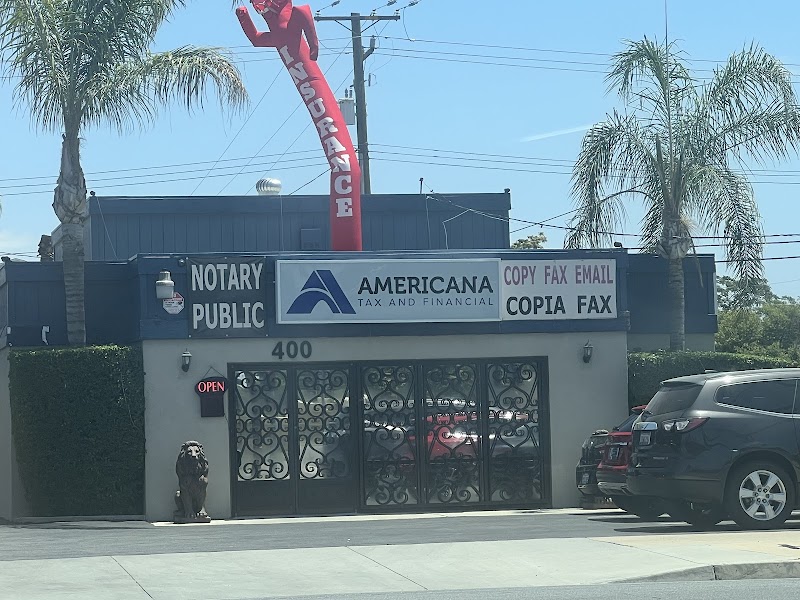 INSURANCE
NOTARY
PUBLIC
AMERICANA
TAX AND FINANCIAL
COPY FAX EMAIL
COPIA FAX
400
OPEN